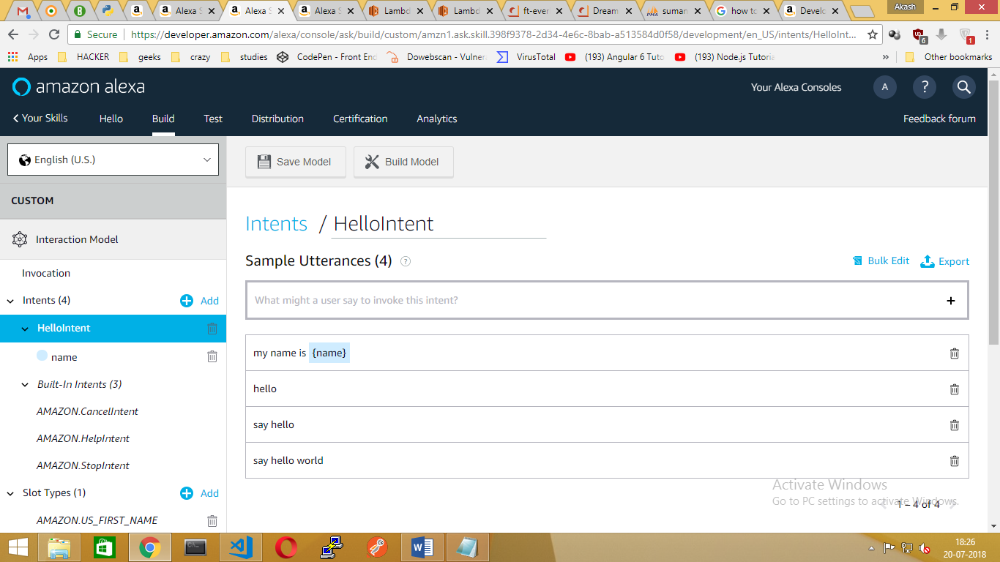 Alexa S
Alexa S
Alexa S
Lambd
Lambd
ft-ever
Dream
PMA
suman
how to
Develo
Akash
Secure
https://developer.amazon.com/alexa/console/ask/build/custom/amzn1.ask.skill.398f9378-2d34-4e6c-8bab-a513584d0f58/development/en_US/intents/HelloInt...
6
1
Apps
HACKER
geeks
crazy
studies
CodePen - Front End
Dowebscan - Vulner
VirusTotal
(193) Angular 6 Tuto
(193) Node.js Tutoria
»
Other bookmarks
amazon alexa
Your Alexa Consoles
A
?
Your Skills
Hello
Build
Test
Distribution
Certification
Analytics
Feedback forum
English (U.S.)
Save Model
Build Model
CUSTOM
Interaction Model
Intents / HelloIntent
Sample Utterances (4) ?
Bulk Edit
Export
Invocation
Intents (4)
Add
What might a user say to invoke this intent?
HelloIntent
name
my name is {name}
Built-In Intents (3)
hello
AMAZON.CancelIntent
say hello
AMAZON.HelpIntent
say hello world
AMAZON.StopIntent
Slot Types (1)
Add
AMAZON.US_FIRST_NAME
Activate Windows
Go to PC settings to activate Windows.
1 – 4 of 4
18:26
20-07-2018